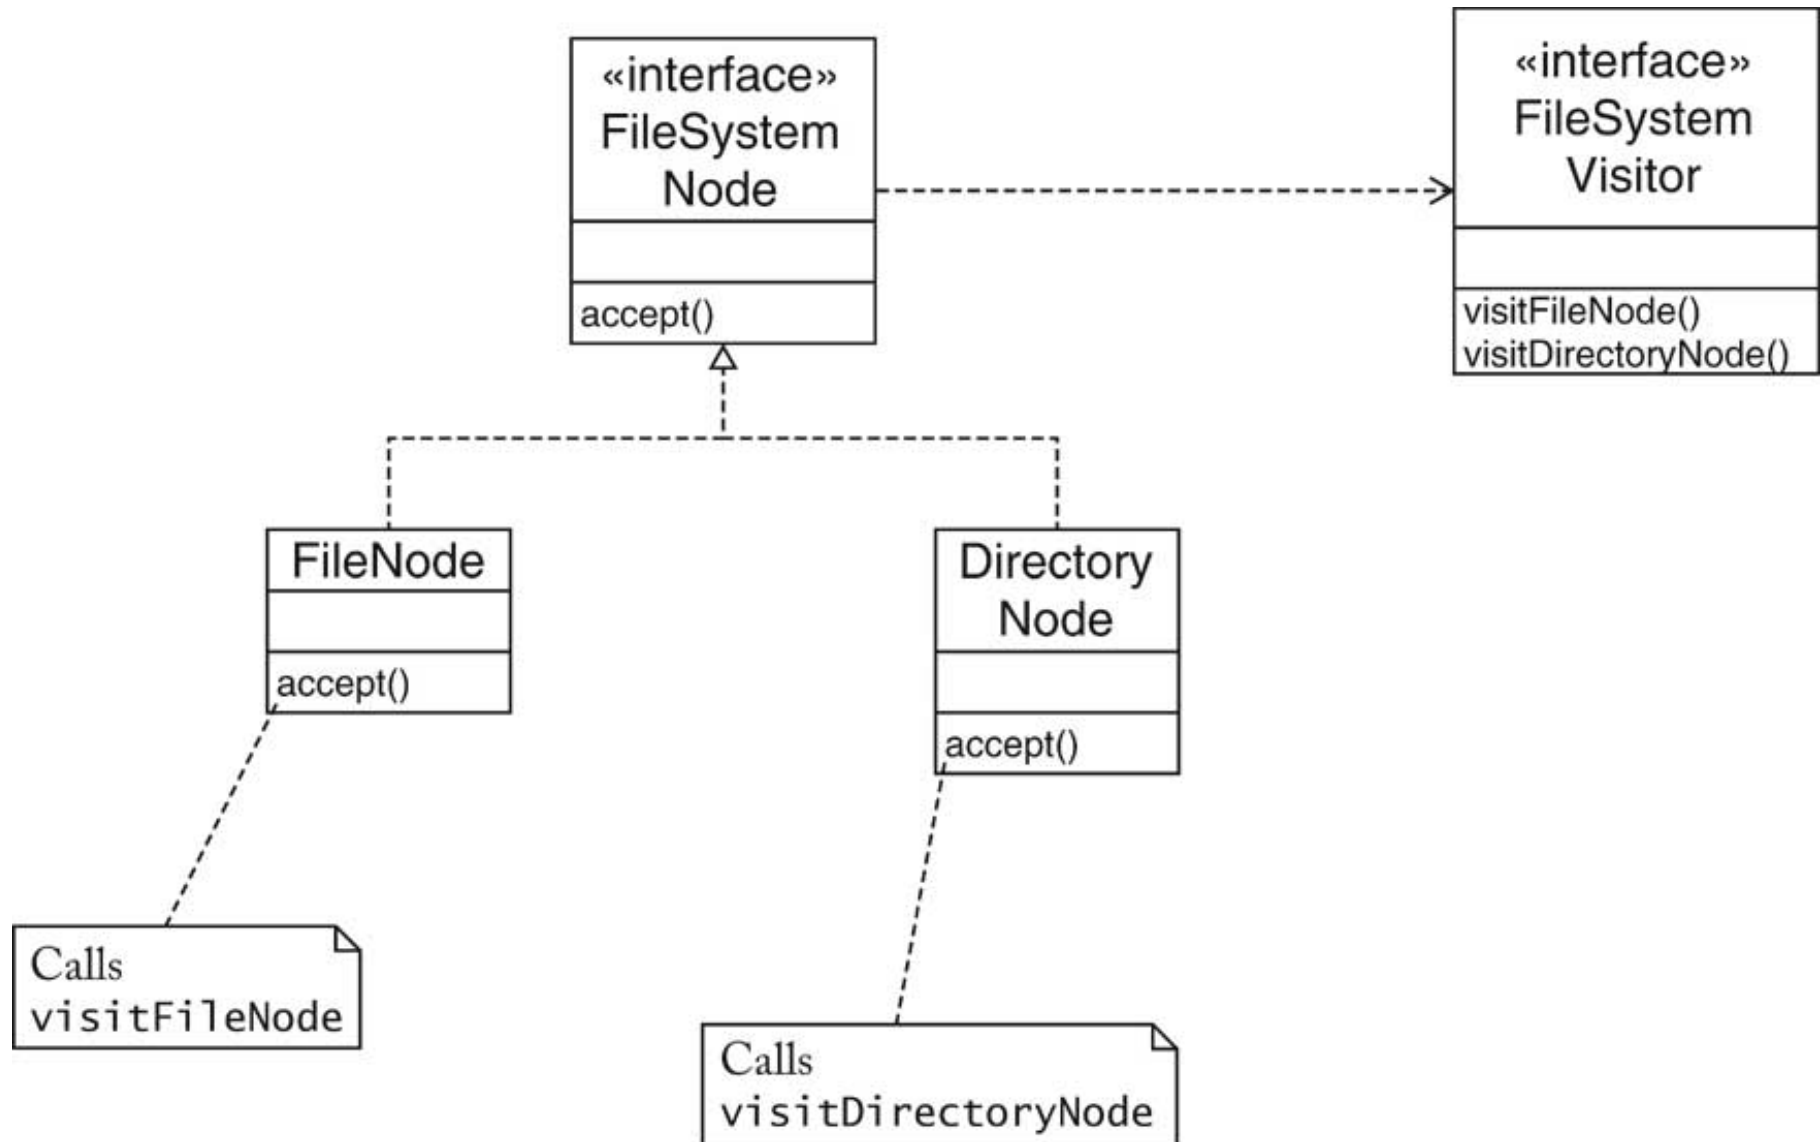 «interface»
FileSystem
Node
accept()
«interface»
FileSystem
Visitor
visitFileNode()
visitDirectoryNode()
FileNode
accept()
Directory
Node
accept()
Calls
visitFileNode
Calls
visitDirectoryNode